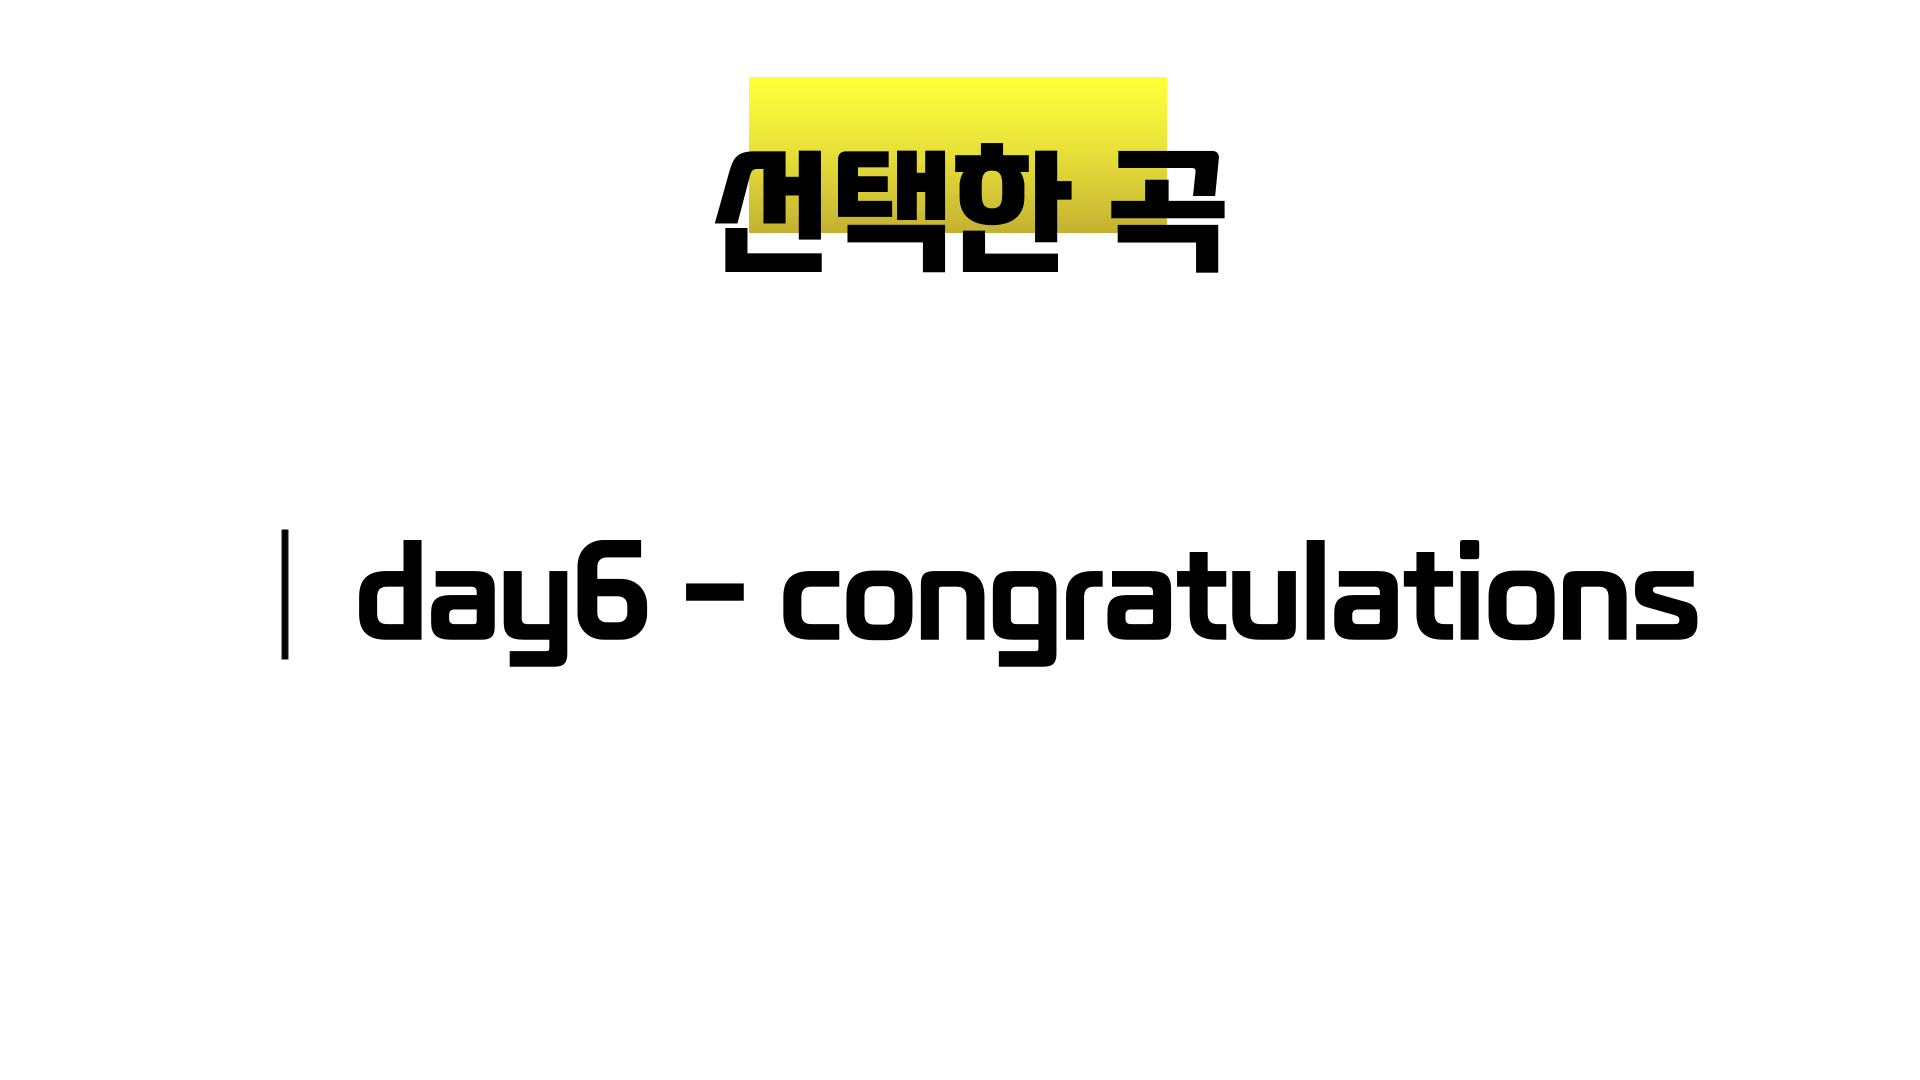 선택한 곡
day6 - congratulations